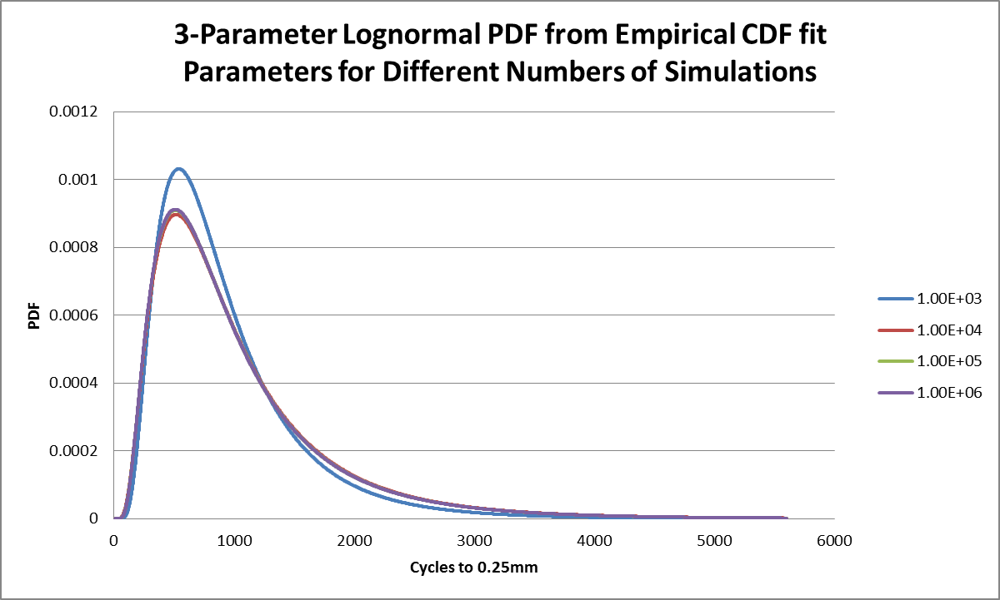 3-Parameter Lognormal PDF from Empirical CDF fit
Parameters for Different Numbers of Simulations
0.0012
0.001
0.0008
0.0006
0.0004
0.0002
0
PDF
0
1000
2000
3000
4000
5000
6000
Cycles to 0.25mm
1.00E+03
1.00E+04
1.00E+05
1.00E+06